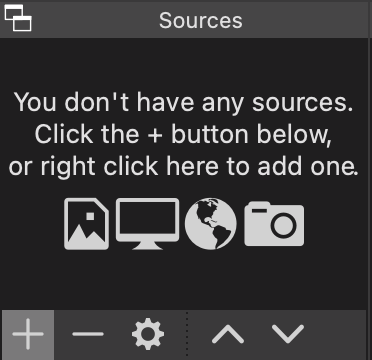 Sources
You don't have any sources.
Click the + button below,
or right click here to add one.